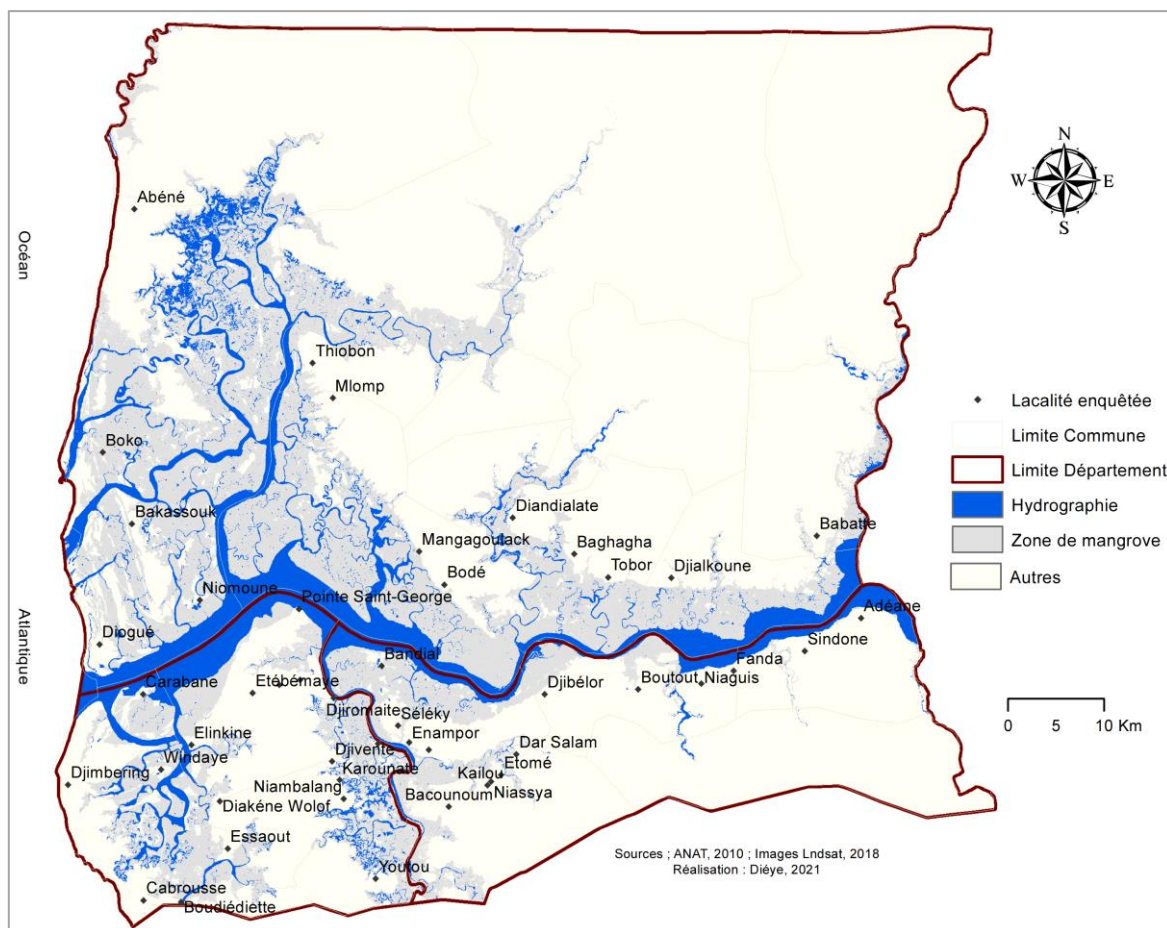 N
W E
S
Abéné
Océan
Thiobon
Mlomp
Lacalité enquêtée
Limite Commune
Limite Département
Hydrographie
Zone de mangrove
Autres
Boko
Bakassouk
Diandialate
Babatte
Mangagoulack
Baghagha
Tobor
Djialkoune
Bodé
Niomoune
Pointe Saint-George
Adéane
Atlantique
Diogué
Sindone
Bandial
Fanda
Etébémaye
Carabane
Djibélor
Boutout
Niaguis
Djiromaite
Séléky
0 5 10 Km
Elinkine
Enampor
Djivente
Dar Salam
Windaye
Etomé
Karounate
Djimbering
Kailou
Niambalang
Niassya
Bacounoum
Diakéne Wolof
Essaout
Sources ; ANAT, 2010 ; Images Lndsat, 2018
Réalisation : Diéye, 2021
Youtou
Cabrousse
Boudiédiette